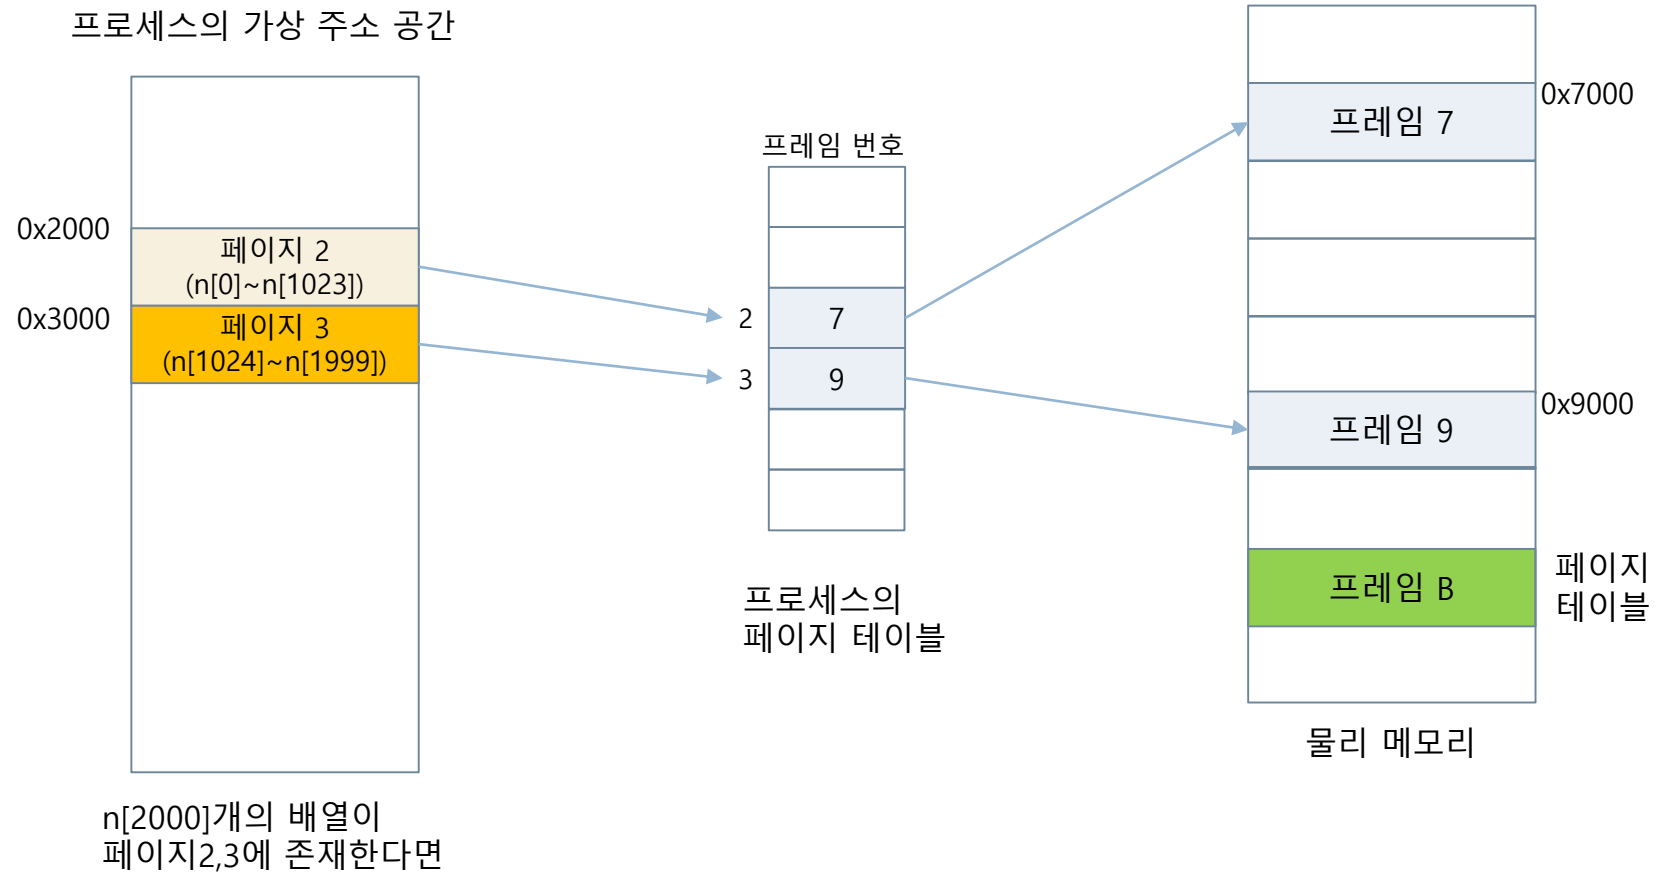 프로세스의 가상 주소 공간
0x2000
페이지 2
(n[0]~n[1023])
0x3000
페이지 3
(n[1024]~n[1999])
n[2000]개의 배열이
페이지2,3에 존재한다면
프레임 번호
2
7
3
9
프로세스의
페이지 테이블
0x7000
프레임 7
0x9000
프레임 9
프레임 B
페이지
테이블
물리 메모리